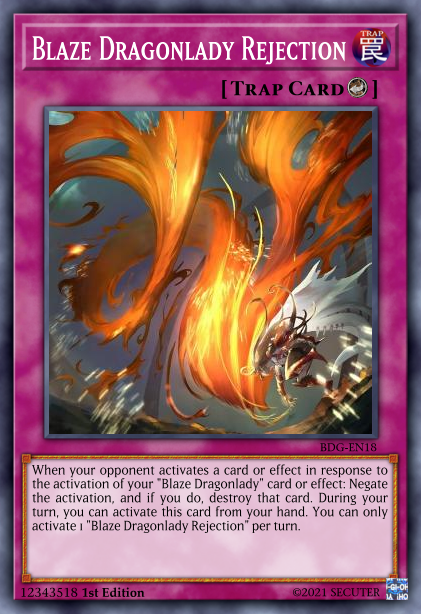 BLAZE DRAGONLADY REJECTION
TRAP
罠
[TRAP CARD]
BDG-EN18
When your opponent activates a card or effect in response to
the activation of your "Blaze Dragonlady" card or effect: Negate
the activation, and if you do, destroy that card. During your
turn, you can activate this card from your hand. You can only
activate 1 "Blaze Dragonlady Rejection" per turn.
12343518 1st Edition
©2021 SECUTER